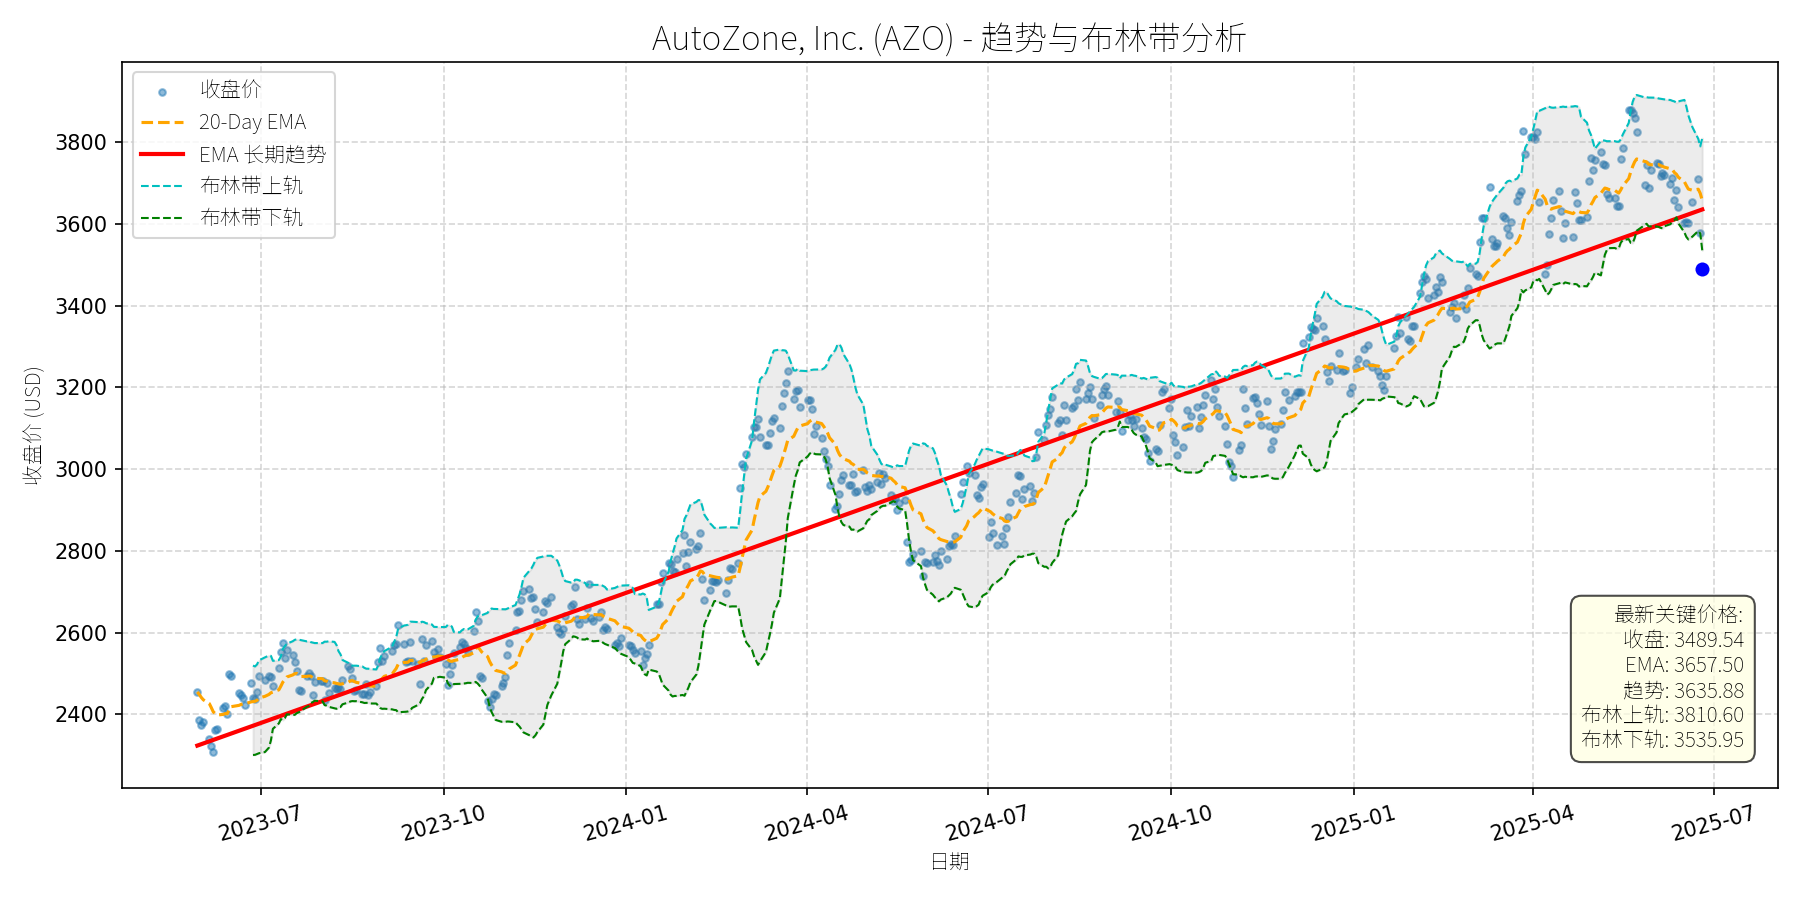 AutoZone, Inc. (AZO) - 趋势与布林带分析
收盘价
20-Day EMA
EMA 长期趋势
布林带上轨
布林带下轨
收盘价 (USD)
3800
3600
3400
3200
3000
2800
2600
2400
最新关键价格:
收盘: 3489.54
EMA: 3657.50
趋势: 3635.88
布林上轨: 3810.60
布林下轨: 3535.95
2023-07
2023-10
2024-01
2024-04
2024-07
2024-10
2025-01
2025-04
2025-07
日期